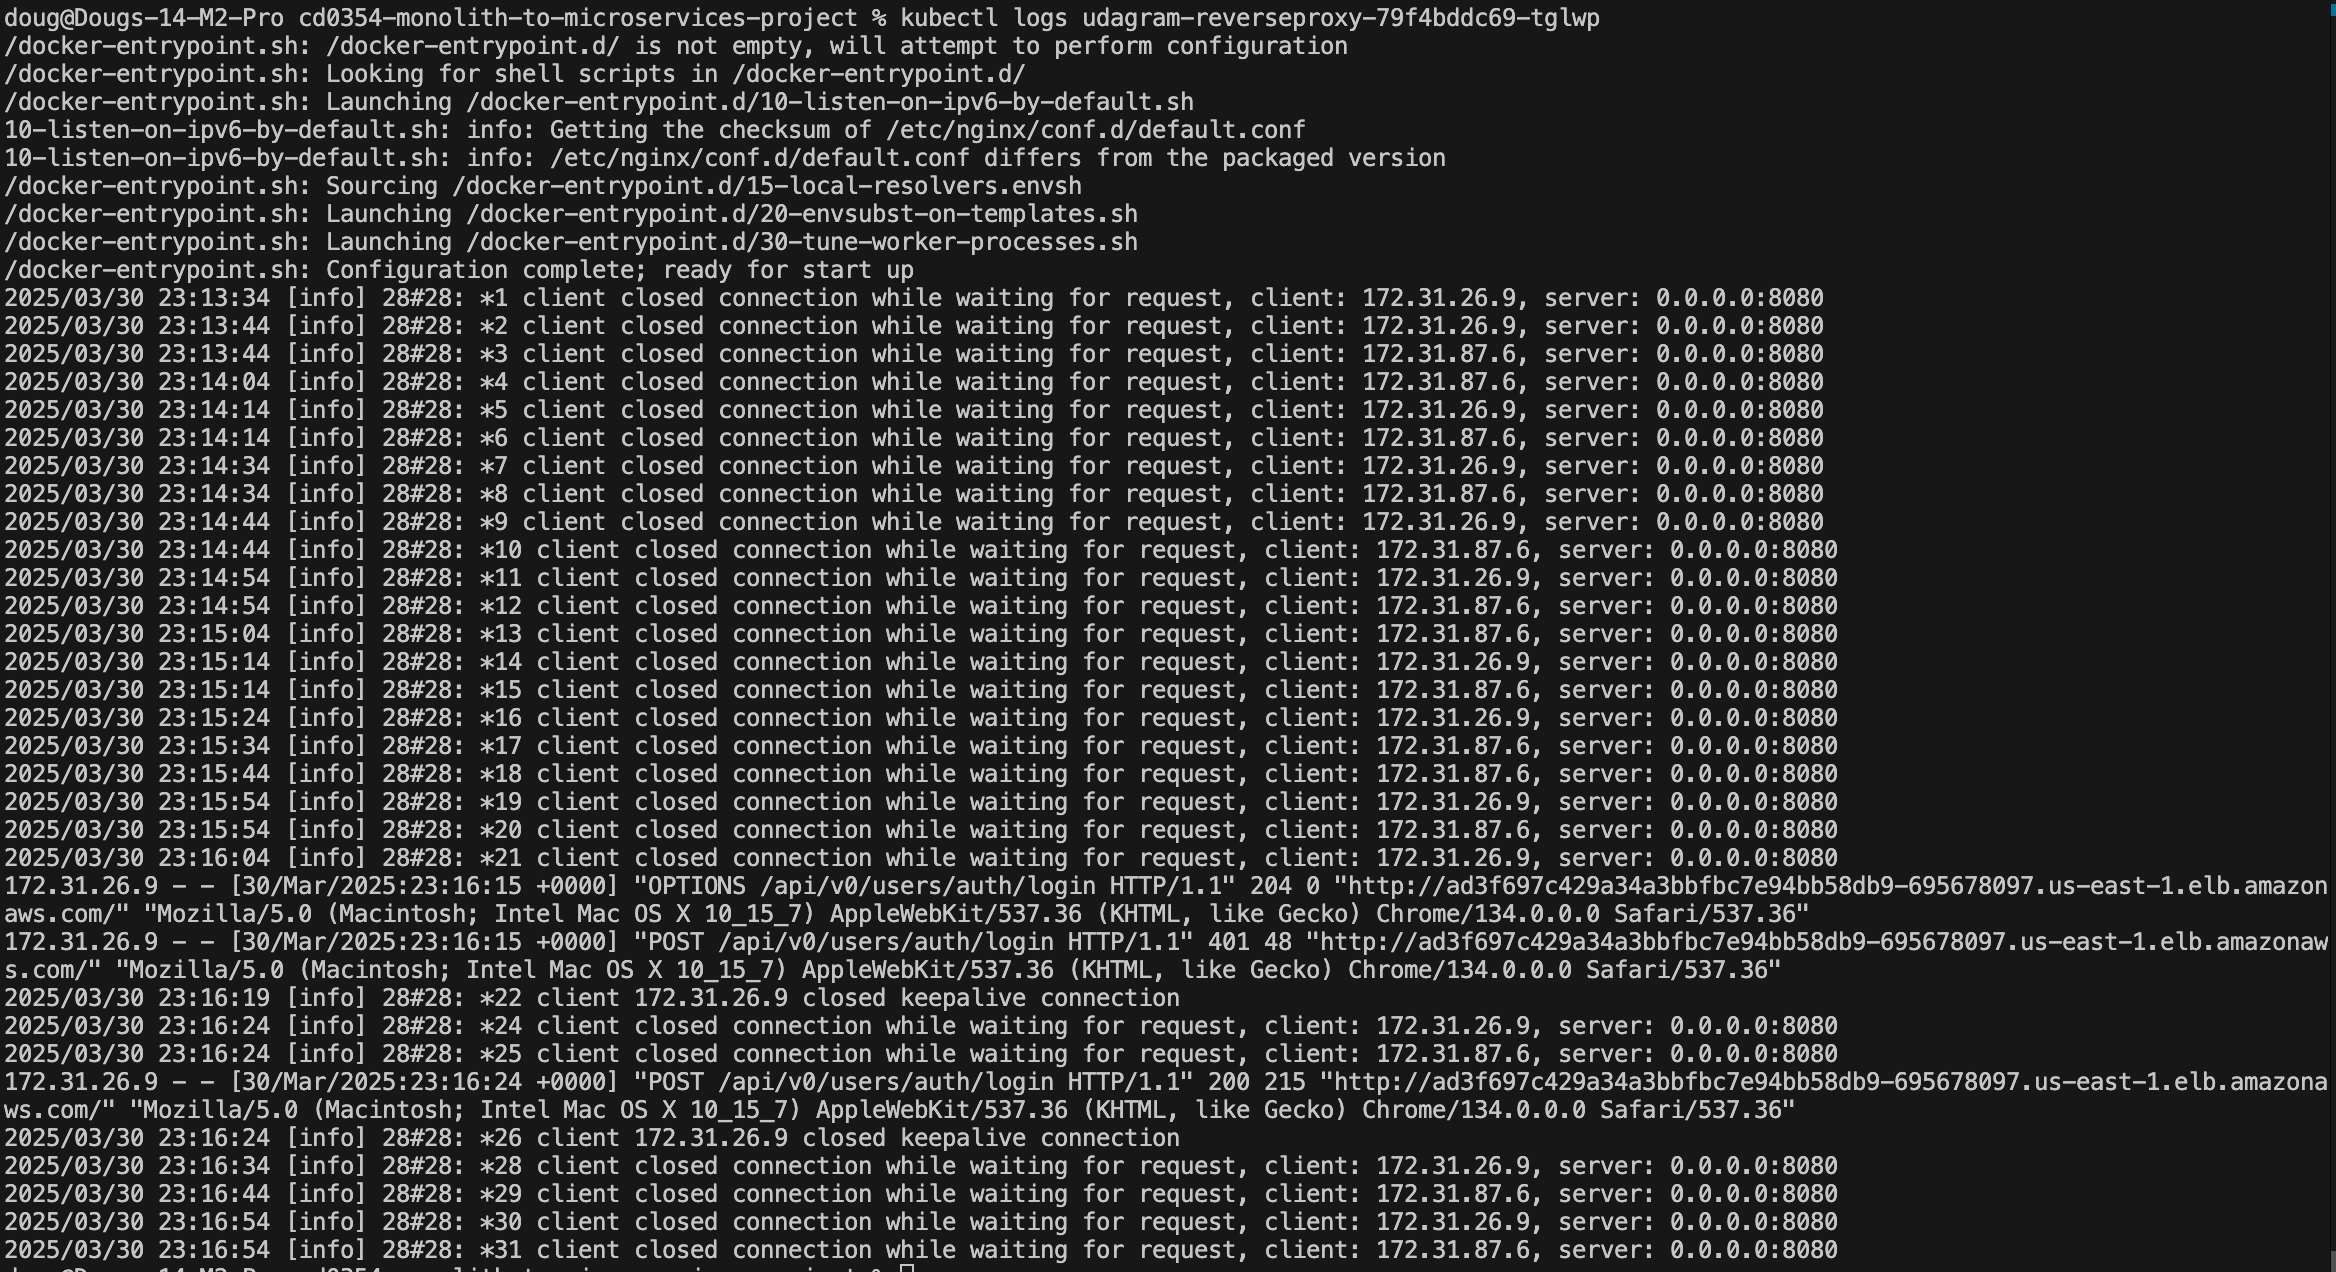 doug@Dougs-14-M2-Pro cd0354-monolith-to-microservices-project % kubectl logs udagram-reverseproxy-79f4bddc69-tglwp
/docker-entrypoint.sh: /docker-entrypoint.d/ is not empty, will attempt to perform configuration
/docker-entrypoint.sh: Looking for shell scripts in /docker-entrypoint.d/
/docker-entrypoint.sh: Launching /docker-entrypoint.d/10-listen-on-ipv6-by-default.sh
10-listen-on-ipv6-by-default.sh: info: Getting the checksum of /etc/nginx/conf.d/default.conf
10-listen-on-ipv6-by-default.sh: info: /etc/nginx/conf.d/default.conf differs from the packaged version
/docker-entrypoint.sh: Sourcing /docker-entrypoint.d/15-local-resolvers.envsh
/docker-entrypoint.sh: Launching /docker-entrypoint.d/20-envsubst-on-templates.sh
/docker-entrypoint.sh: Launching /docker-entrypoint.d/30-tune-worker-processes.sh
/docker-entrypoint.sh: Configuration complete; ready for start up
2025/03/30 23:13:34 [info] 28#28: *1 client closed connection while waiting for request, client: 172.31.26.9, server: 0.0.0.0:8080
2025/03/30 23:13:44 [info] 28#28: *2 client closed connection while waiting for request, client: 172.31.26.9, server: 0.0.0.0:8080
2025/03/30 23:13:44 [info] 28#28: *3 client closed connection while waiting for request, client: 172.31.87.6, server: 0.0.0.0:8080
2025/03/30 23:14:04 [info] 28#28: *4 client closed connection while waiting for request, client: 172.31.87.6, server: 0.0.0.0:8080
2025/03/30 23:14:14 [info] 28#28: *5 client closed connection while waiting for request, client: 172.31.26.9, server: 0.0.0.0:8080
2025/03/30 23:14:14 [info] 28#28: *6 client closed connection while waiting for request, client: 172.31.87.6, server: 0.0.0.0:8080
2025/03/30 23:14:34 [info] 28#28: *7 client closed connection while waiting for request, client: 172.31.26.9, server: 0.0.0.0:8080
2025/03/30 23:14:34 [info] 28#28: *8 client closed connection while waiting for request, client: 172.31.87.6, server: 0.0.0.0:8080
2025/03/30 23:14:44 [info] 28#28: *9 client closed connection while waiting for request, client: 172.31.26.9, server: 0.0.0.0:8080
2025/03/30 23:14:44 [info] 28#28: *10 client closed connection while waiting for request, client: 172.31.87.6, server: 0.0.0.0:8080
2025/03/30 23:14:54 [info] 28#28: *11 client closed connection while waiting for request, client: 172.31.26.9, server: 0.0.0.0:8080
2025/03/30 23:14:54 [info] 28#28: *12 client closed connection while waiting for request, client: 172.31.87.6, server: 0.0.0.0:8080
2025/03/30 23:15:04 [info] 28#28: *13 client closed connection while waiting for request, client: 172.31.87.6, server: 0.0.0.0:8080
2025/03/30 23:15:14 [info] 28#28: *14 client closed connection while waiting for request, client: 172.31.26.9, server: 0.0.0.0:8080
2025/03/30 23:15:14 [info] 28#28: *15 client closed connection while waiting for request, client: 172.31.87.6, server: 0.0.0.0:8080
2025/03/30 23:15:24 [info] 28#28: *16 client closed connection while waiting for request, client: 172.31.26.9, server: 0.0.0.0:8080
2025/03/30 23:15:34 [info] 28#28: *17 client closed connection while waiting for request, client: 172.31.87.6, server: 0.0.0.0:8080
2025/03/30 23:15:44 [info] 28#28: *18 client closed connection while waiting for request, client: 172.31.87.6, server: 0.0.0.0:8080
2025/03/30 23:15:54 [info] 28#28: *19 client closed connection while waiting for request, client: 172.31.26.9, server: 0.0.0.0:8080
2025/03/30 23:15:54 [info] 28#28: *20 client closed connection while waiting for request, client: 172.31.87.6, server: 0.0.0.0:8080
2025/03/30 23:16:04 [info] 28#28: *21 client closed connection while waiting for request, client: 172.31.26.9, server: 0.0.0.0:8080
172.31.26.9 - - [30/Mar/2025:23:16:15 +0000] "OPTIONS /api/v0/users/auth/login HTTP/1.1" 204 0 "http://ad3f697c429a34a3bbfbc7e94bb58db9-695678097.us-east-1.elb.amazon
aws.com/" "Mozilla/5.0 (Macintosh; Intel Mac OS X 10_15_7) AppleWebKit/537.36 (KHTML, like Gecko) Chrome/134.0.0.0 Safari/537.36"
172.31.26.9 - - [30/Mar/2025:23:16:15 +0000] "POST /api/v0/users/auth/login HTTP/1.1" 401 48 "http://ad3f697c429a34a3bbfbc7e94bb58db9-695678097.us-east-1.elb.amazonaw
s.com/" "Mozilla/5.0 (Macintosh; Intel Mac OS X 10_15_7) AppleWebKit/537.36 (KHTML, like Gecko) Chrome/134.0.0.0 Safari/537.36"
2025/03/30 23:16:19 [info] 28#28: *22 client 172.31.26.9 closed keepalive connection
2025/03/30 23:16:24 [info] 28#28: *24 client closed connection while waiting for request, client: 172.31.26.9, server: 0.0.0.0:8080
2025/03/30 23:16:24 [info] 28#28: *25 client closed connection while waiting for request, client: 172.31.87.6, server: 0.0.0.0:8080
172.31.26.9 - - [30/Mar/2025:23:16:24 +0000] "POST /api/v0/users/auth/login HTTP/1.1" 200 215 "http://ad3f697c429a34a3bbfbc7e94bb58db9-695678097.us-east-1.elb.amazona
ws.com/" "Mozilla/5.0 (Macintosh; Intel Mac OS X 10_15_7) AppleWebKit/537.36 (KHTML, like Gecko) Chrome/134.0.0.0 Safari/537.36"
2025/03/30 23:16:24 [info] 28#28: *26 client 172.31.26.9 closed keepalive connection
2025/03/30 23:16:34 [info] 28#28: *28 client closed connection while waiting for request, client: 172.31.26.9, server: 0.0.0.0:8080
2025/03/30 23:16:44 [info] 28#28: *29 client closed connection while waiting for request, client: 172.31.87.6, server: 0.0.0.0:8080
2025/03/30 23:16:54 [info] 28#28: *30 client closed connection while waiting for request, client: 172.31.26.9, server: 0.0.0.0:8080
2025/03/30 23:16:54 [info] 28#28: *31 client closed connection while waiting for request, client: 172.31.87.6, server: 0.0.0.0:8080